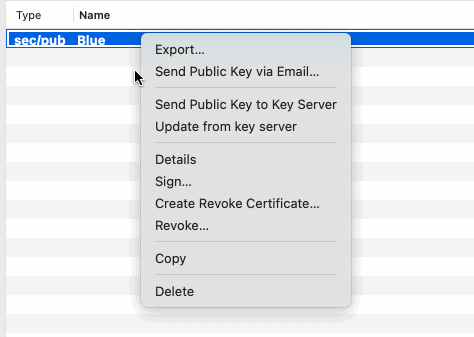 Type Name
sec/pub Blue
Export...
Send Public Key via Email...
Send Public Key to Key Server
Update from key server
Details
Sign...
Create Revoke Certificate...
Revoke...
Copy
Delete